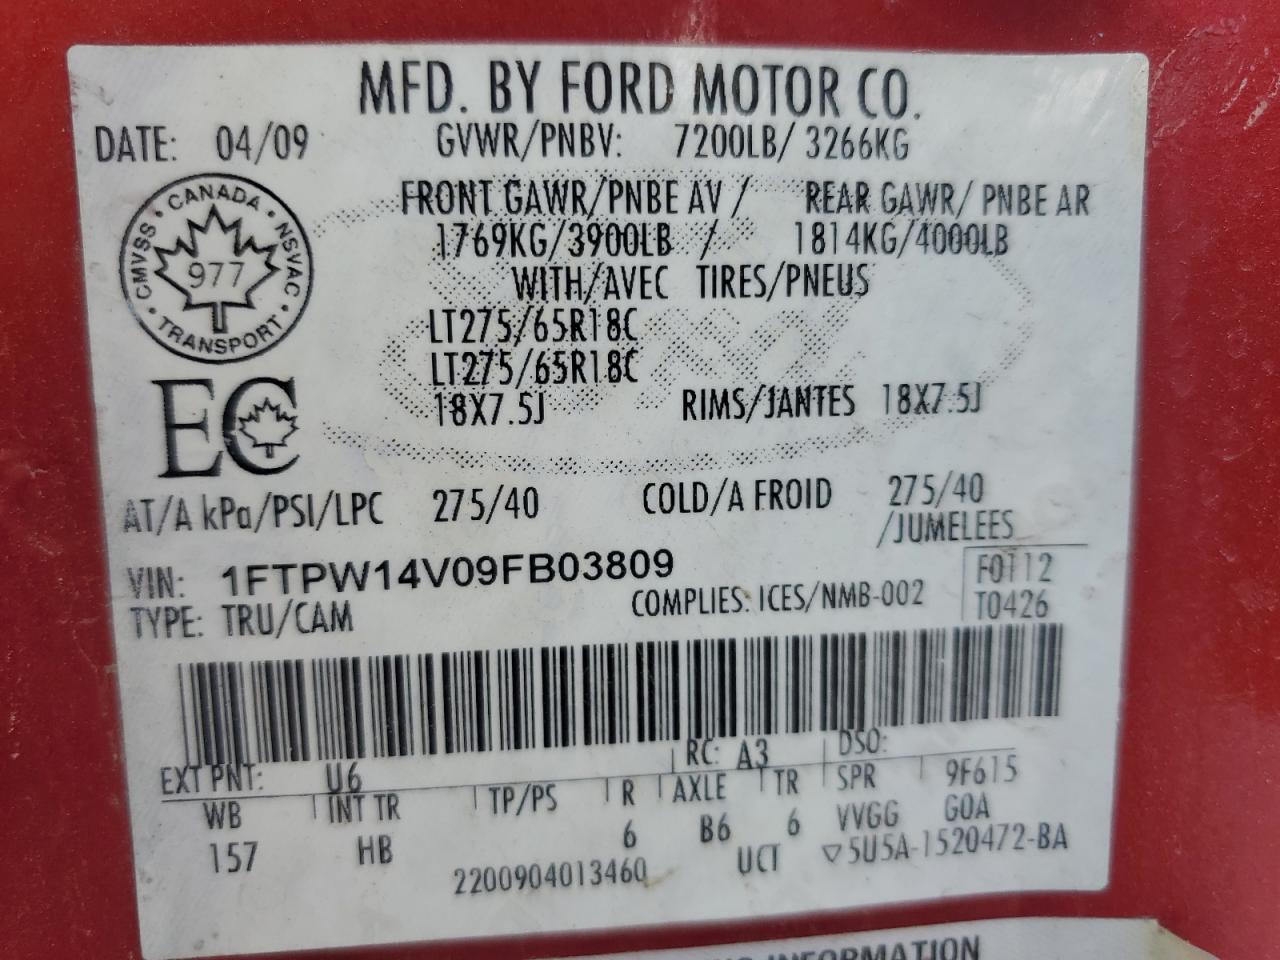 MFD. BY FORD MOTOR CO.
DATE: 04/09 GVWR/PNBV: 7200LB/ 3266KG
FRONT GAWR/PNBE AV / REAR GAWR/ PNBE AR
1769KG/3900LB / 1814KG/4000LB
WITH/AVEC TIRES/PNEUS
CANADA • NSVAC • TRANSPORT • CMVSS •
977
LT275/65R18C
LT275/65R18C
18X7.5J RIMS/JANTES 18X7.5J
EC
AT/A kPa/PSI/LPC 275/40 COLD/A FROID 275/40
/JUMELEES
VIN: 1FTPW14V09FB03809 F0112
TYPE: TRU/CAM COMPLIES: ICES/NMB-002 T0426
EXT PNT: U6 RC: A3 DSO:
WB INT TR TP/PS R AXLE TR SPR 9F615
157 HB 6 B6 6 VVGG GOA
2200904013460 UCT ▽5U5A-1520472-BA
INFORMATION